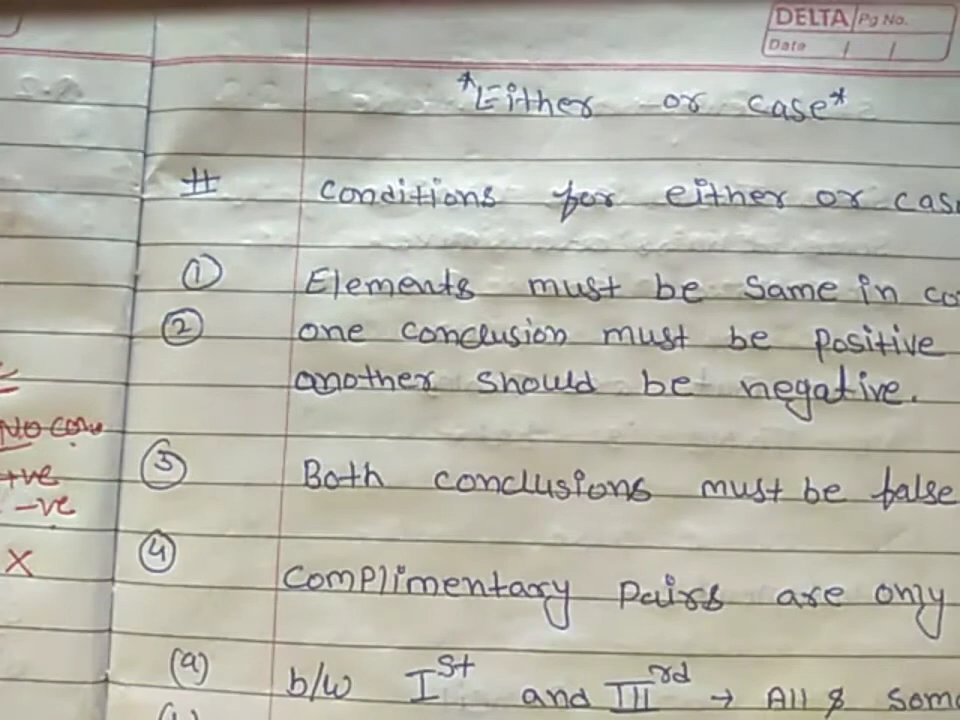 DELTA Pg No.
Date / /
*Either or case*
# Conditions for either or cas
① Elements must be same in co
② one conclusion must be positive
another should be negative.
No con
+ve
③ Both conclusions must be false
-ve
④
X
complimentary pairs are only
(a) b/w Ist and IIIrd → All &